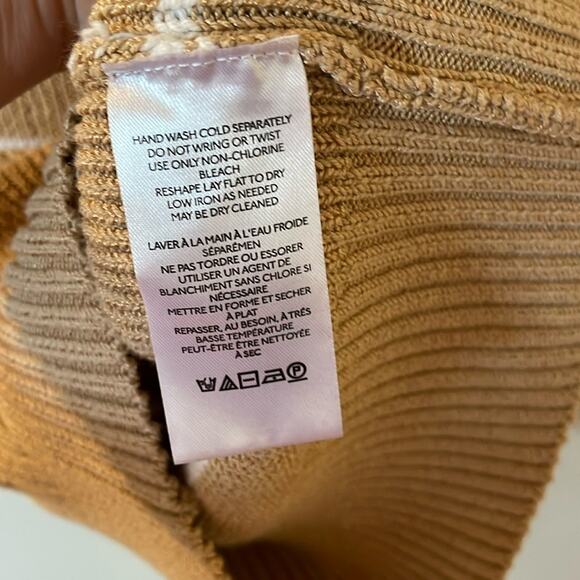 HAND WASH COLD SEPARATELY
DO NOT WRING OR TWIST
USE ONLY NON-CHLORINE
BLEACH
RESHAPE LAY FLAT TO DRY
LOW IRON AS NEEDED
MAY BE DRY CLEANED
LAVER À LA MAIN À L'EAU FROIDE
SÉPARÉMEN
NE PAS TORDRE OU ESSORER
UTILISER UN AGENT DE
BLANCHIMENT SANS CHLORE SI
NÉCESSAIRE
METTRE EN FORME ET SECHER
À PLAT
REPASSER, AU BESOIN, À TRÉS
BASSE TEMPÉRATURE
PEUT-ÊTRE ÊTRE NETTOYÉE
À SEC
P